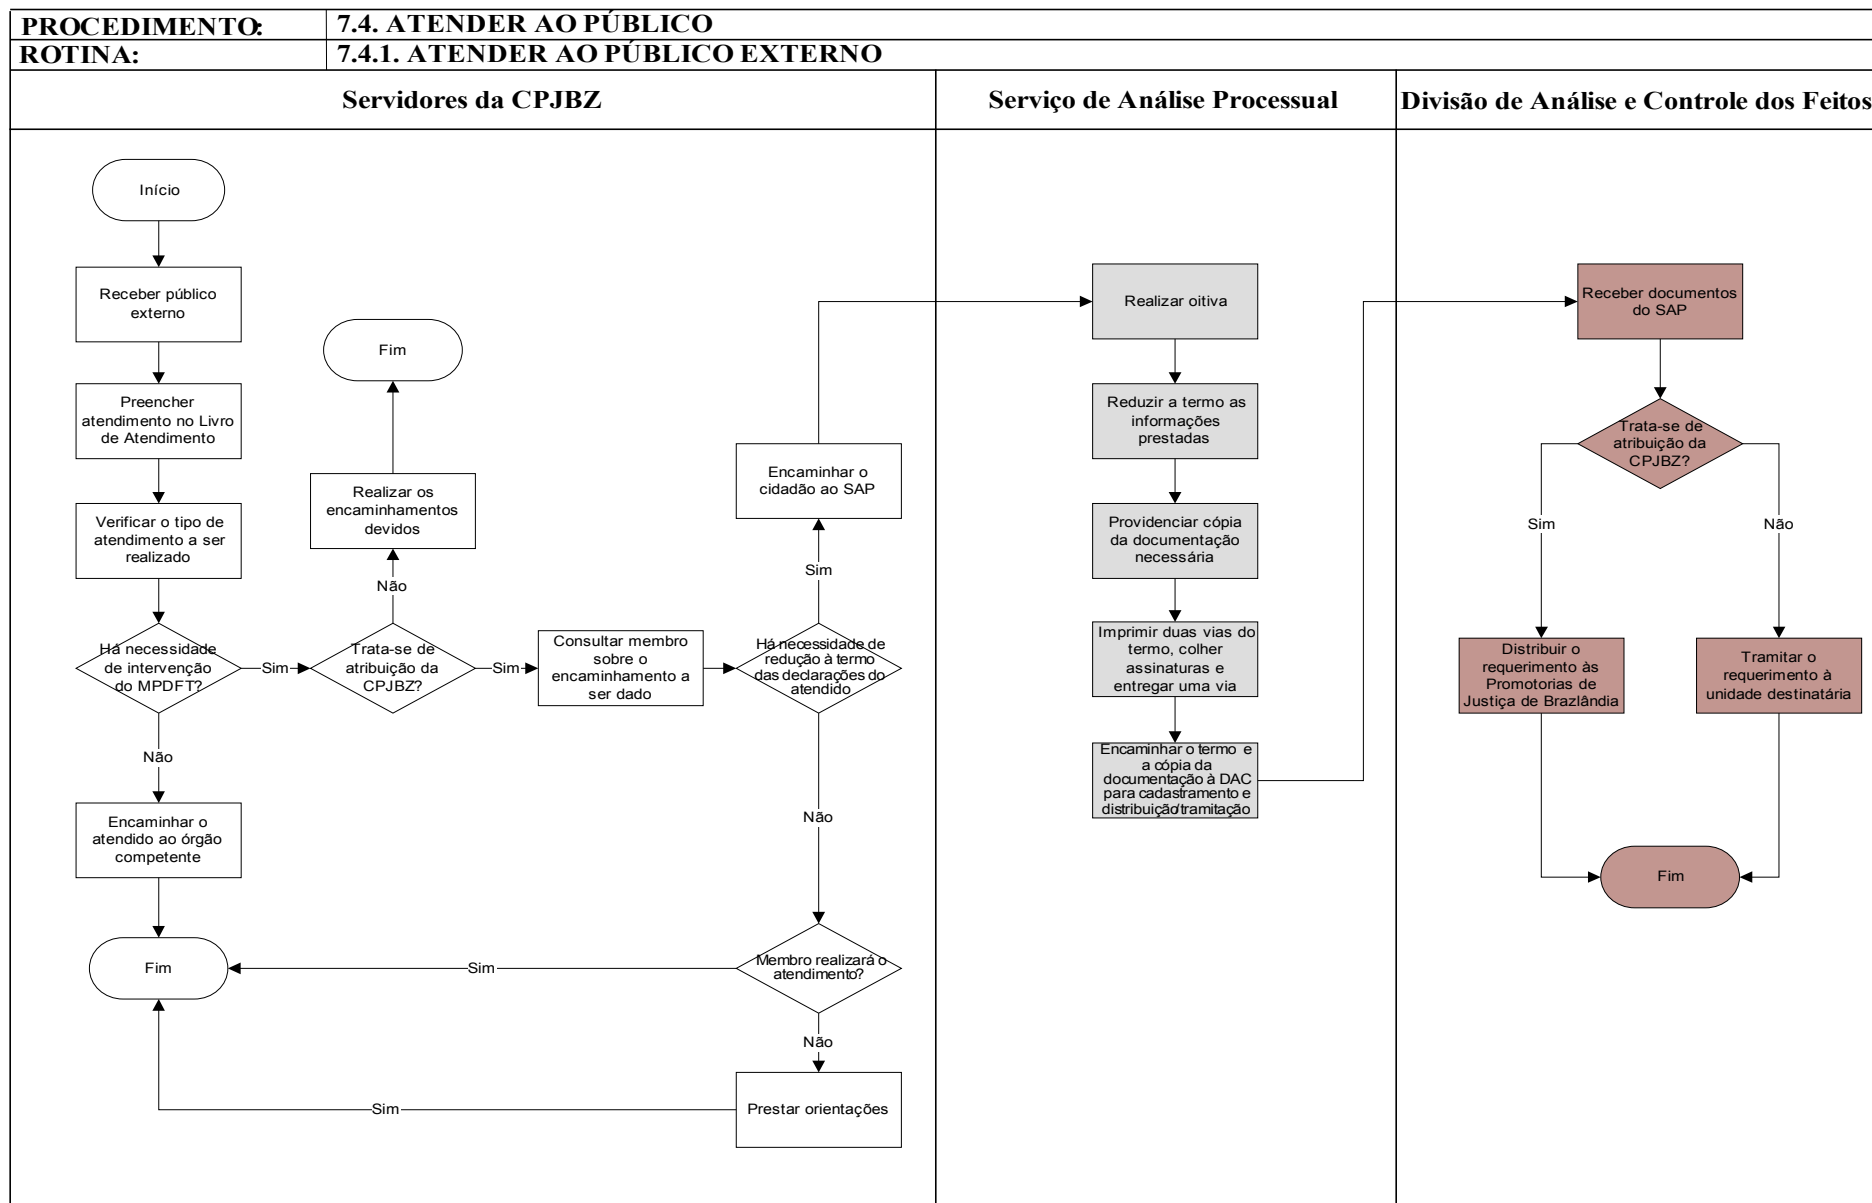 PROCEDIMENTO:
7.4. ATENDER AO PÚBLICO
ROTINA:
7.4.1. ATENDER AO PÚBLICO EXTERNO
Servidores da CPJBZ
Serviço de Análise Processual
Divisão de Análise e Controle dos Feitos
Início
Receber público
externo
Preencher
atendimento no Livro
de Atendimento
Verificar o tipo de
atendimento a ser
realizado
Há necessidade
de intervenção
do MPDFT?
Sim
Não
Encaminhar o
atendido ao órgão
competente
Fim
Trata-se de
atribuição da
CPJBZ?
Não
Realizar os
encaminhamentos
devidos
Fim
Sim
Consultar membro
sobre o
encaminhamento a
ser dado
Há necessidade de
redução à termo
das declarações do
atendido
Sim
Encaminhar o
cidadão ao SAP
Não
Membro realizará o
atendimento?
Sim
Não
Prestar orientações
Sim
Realizar oitiva
Reduzir a termo as
informações
prestadas
Providenciar cópia
da documentação
necessária
Imprimir duas vias do
termo, colher
assinaturas e
entregar uma via
Encaminhar o termo e
a cópia da
documentação à DAC
para cadastramento e
distribuição/tramitação
Receber documentos
do SAP
Trata-se de
atribuição da
CPJBZ?
Sim
Não
Distribuir o
requerimento às
Promotorias de
Justiça de Brazlândia
Tramitar o
requerimento à
unidade destinatária
Fim